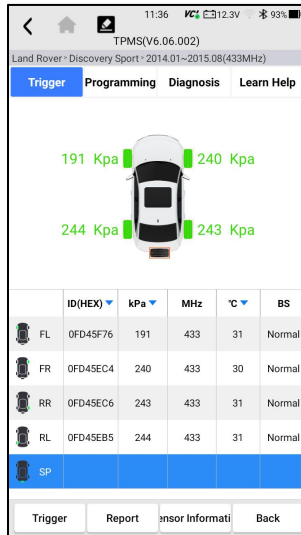 11:36 VC 12.3V 93%
TPMS(V6.06.002)
Land Rover > Discovery Sport > 2014.01~2015.08(433MHz)
Trigger Programming Diagnosis Learn Help
191 Kpa 240 Kpa
244 Kpa 243 Kpa
ID(HEX) kPa MHz °C BS
FL 0FD45F76 191 433 31 Normal
FR 0FD45EC4 240 433 30 Normal
RR 0FD45EC6 243 433 31 Normal
RL 0FD45EB5 244 433 31 Normal
SP
Trigger Report ensor Informati Back